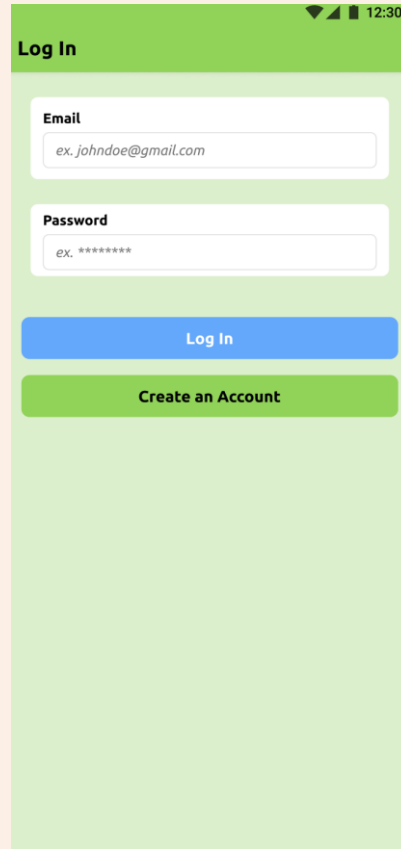 12:30
Log In
Email
ex. johndoe@gmail.com
Password
ex. ********
Log In
Create an Account